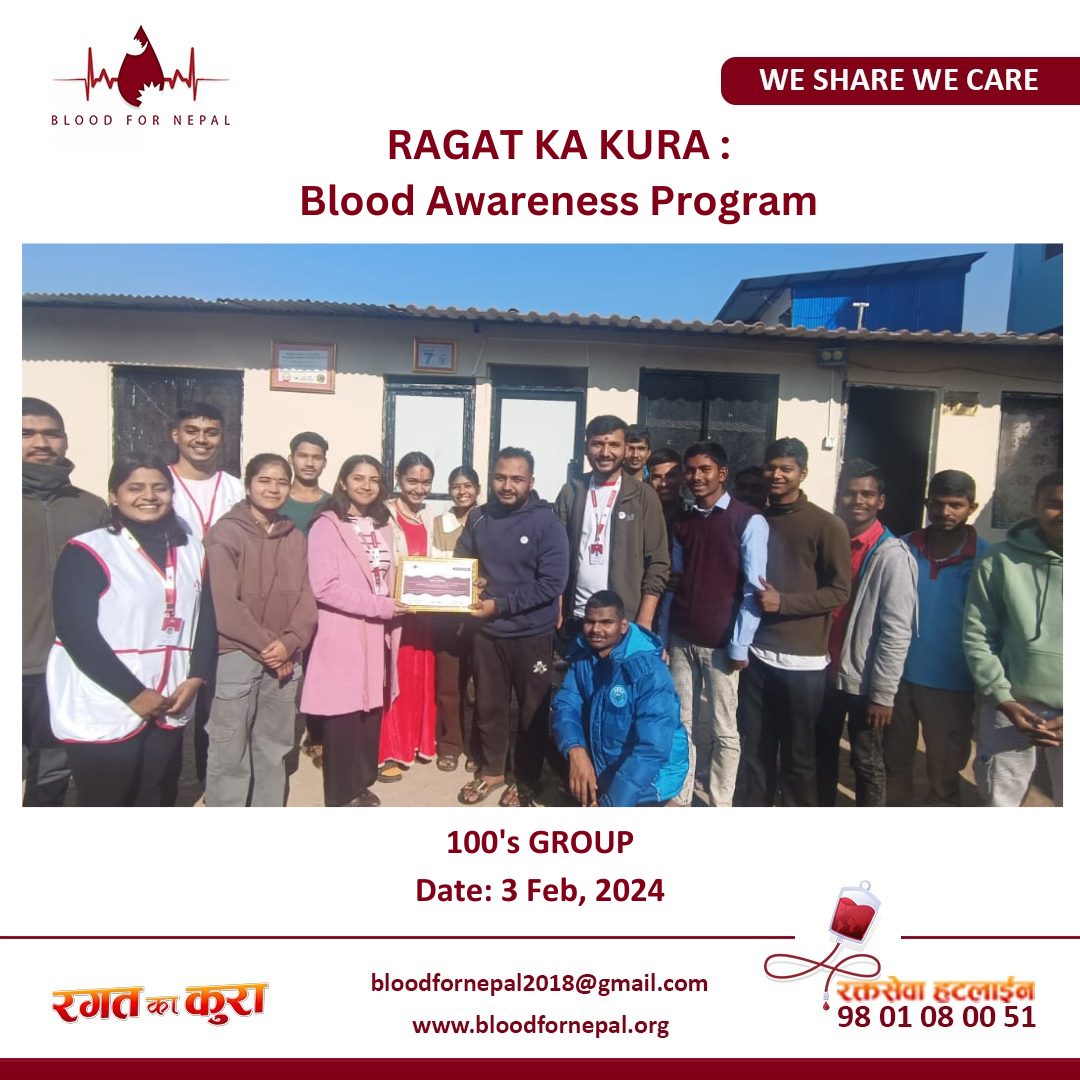 BLOOD FOR NEPAL
WE SHARE WE CARE
RAGAT KA KURA :
Blood Awareness Program
7
100's GROUP
Date: 3 Feb, 2024
रगत का कुरा
bloodfornepal2018@gmail.com
www.bloodfornepal.org
रक्तसेवा हटलाईन
98 01 08 00 51